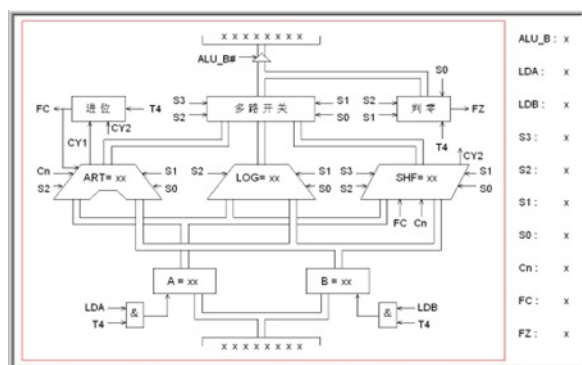 X X X X X X X X
ALU_B#
S0
FC 进位 T4
S3 多路开关 S1
S2 S0
S2 判零 FZ
S1
CY1 CY2
T4
CY2
Cn ART= xx S1
S2 S0
S2 LOG= xx S1
S0
S3 SHF= xx S1
S2 S0
FC Cn
A = xx
B = xx
LDA & 
T4
& LDB
T4
X X X X X X X X
ALU_B : x
LDA : x
LDB : x
S3 : x
S2 : x
S1 : x
S0 : x
Cn : x
FC : x
FZ : x